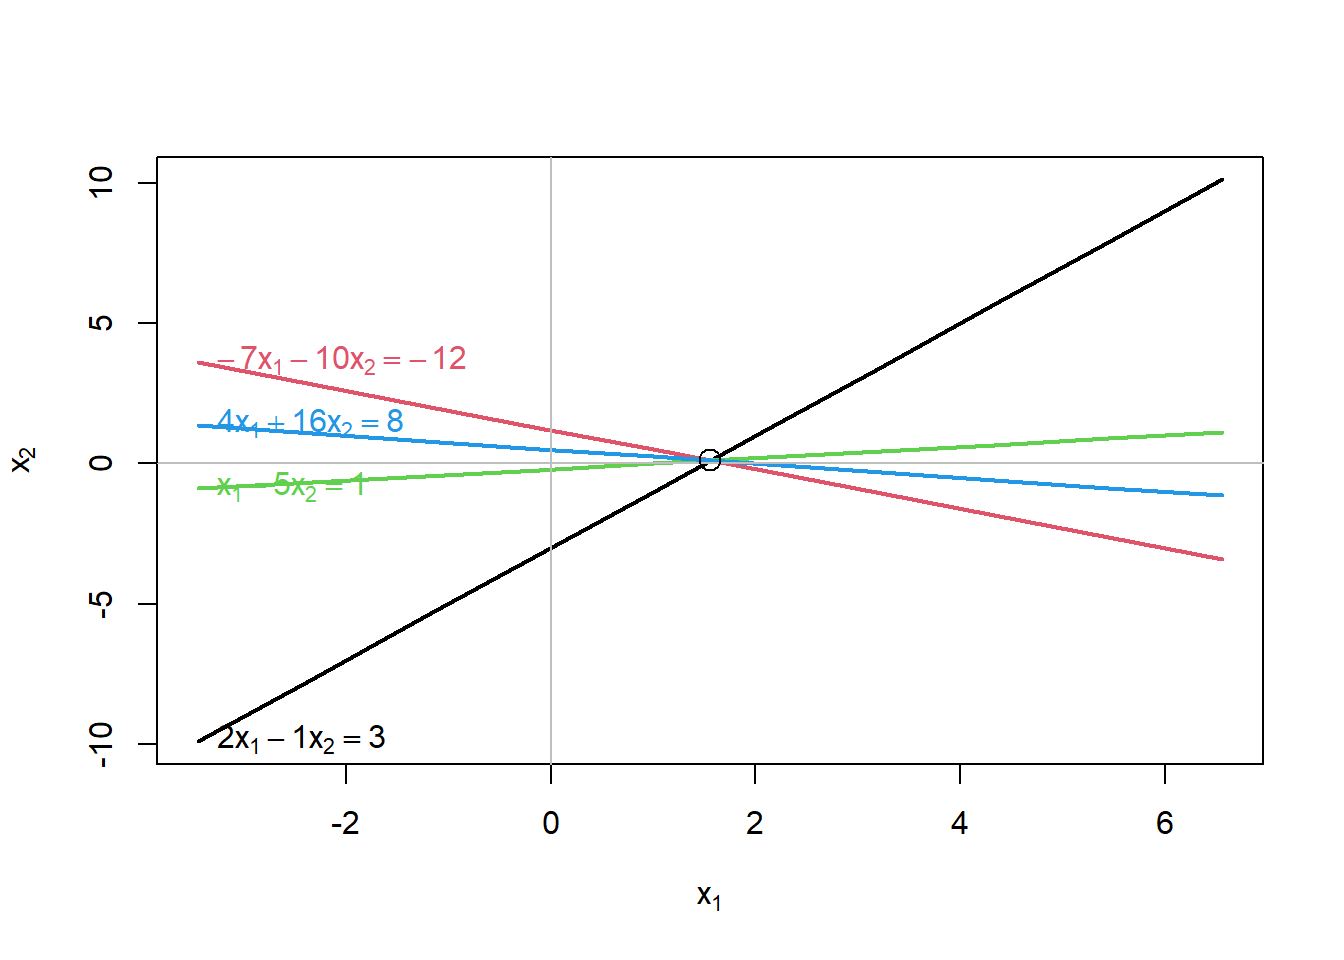 10
5
0
-5
-10
x₂
− 7x₁ − 10x₂ = − 12
4x₁ + 16x₂ = 8
x₁ − 5x₂ = 1
2x₁ − 1x₂ = 3
-2 0 2 4 6
x₁